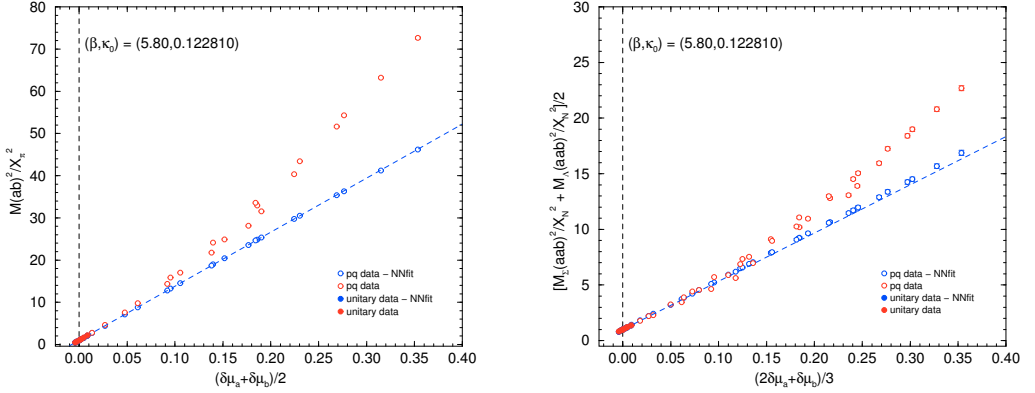 M(ab)²/X_π²
80
70
60
50
40
30
20
10
0
(β,κ₀) = (5.80,0.122810)
pq data – NNfit
pq data
unitary data – NNfit
unitary data
0.00 0.05 0.10 0.15 0.20 0.25 0.30 0.35 0.40
(δμₐ+δμ_b)/2
[M_Σ(aab)²/X_N² + M_Λ(aab)²/X_N²]/2
30
25
20
15
10
5
0
(β,κ₀) = (5.80,0.122810)
pq data – NNfit
pq data
unitary data – NNfit
unitary data
0.00 0.05 0.10 0.15 0.20 0.25 0.30 0.35 0.40
(2δμₐ+δμ_b)/3